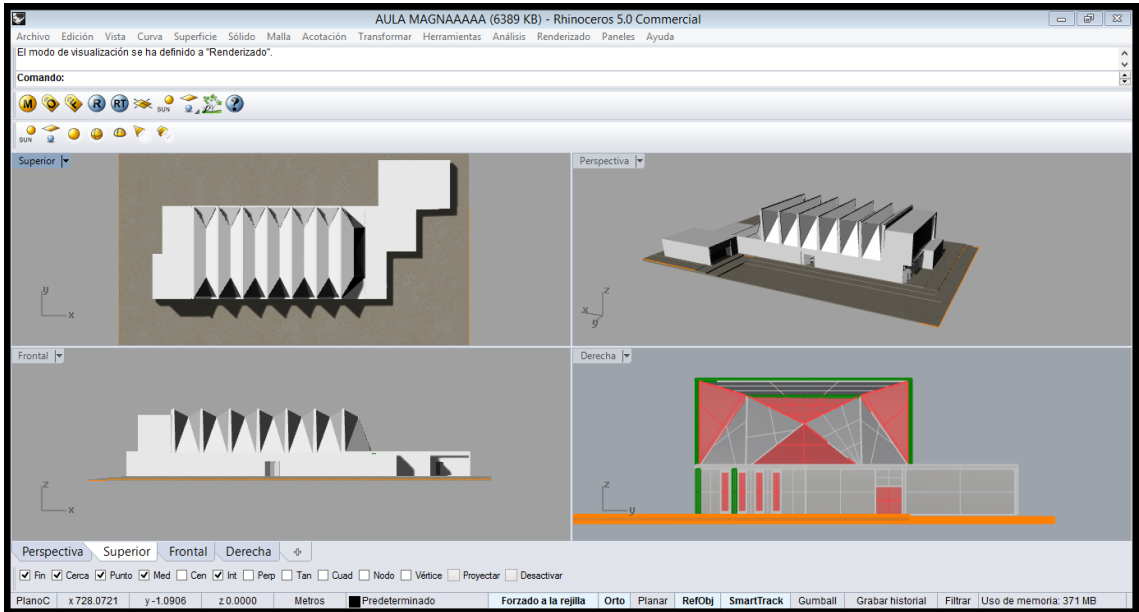 AULA MAGNAAAAA (6389 KB) - Rhinoceros 5.0 Commercial
Archivo Edición Vista Curva Superficie Sólido Malla Acotación Transformar Herramientas Análisis Renderizado Paneles Ayuda
El modo de visualización se ha definido a "Renderizado".
Comando:
M O F R RT SUN ?
SUN
Superior
Perspectiva
y x
z x y
Frontal
Derecha
z x
z y
Perspectiva Superior Frontal Derecha
Fin Cerca Punto Med Cen Int Perp Tan Cuad Nodo Vértice Proyectar Desactivar
PlanoC x 728.0721 y -1.0906 z 0.0000 Metros Predeterminado Forzado a la rejilla Orto Planar RefObj SmartTrack Gumball Grabar historial Filtrar Uso de memoria: 371 MB